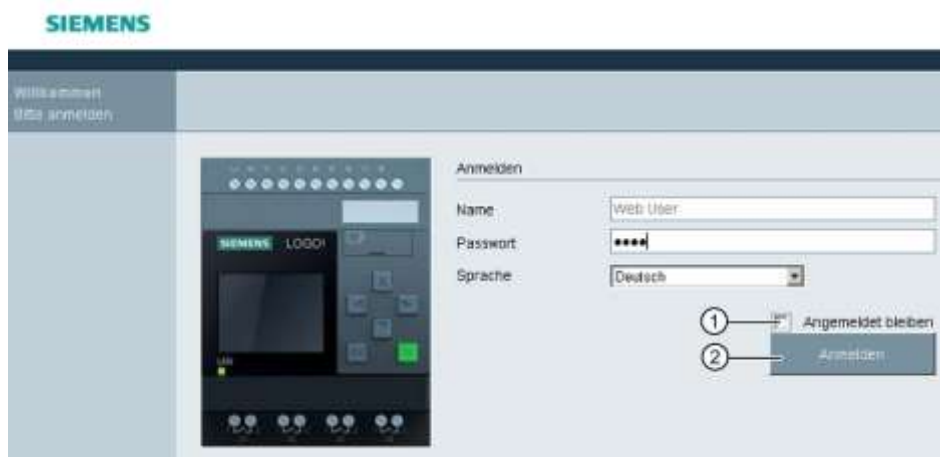 SIEMENS
Willkommen
Bitte anmelden
Anmelden
Name
Web User
Passwort
Sprache
Deutsch
SIEMENS LOGO!
LAN
1
Angemeldet bleiben
2
Anmelden